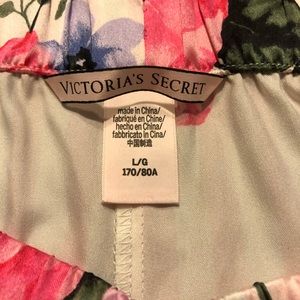 VICTORIA'S SECRET
made in China/
fabriqué en Chine/
hecho en China/
fabbricato in Cina/
中国制造
L/G
170/80A